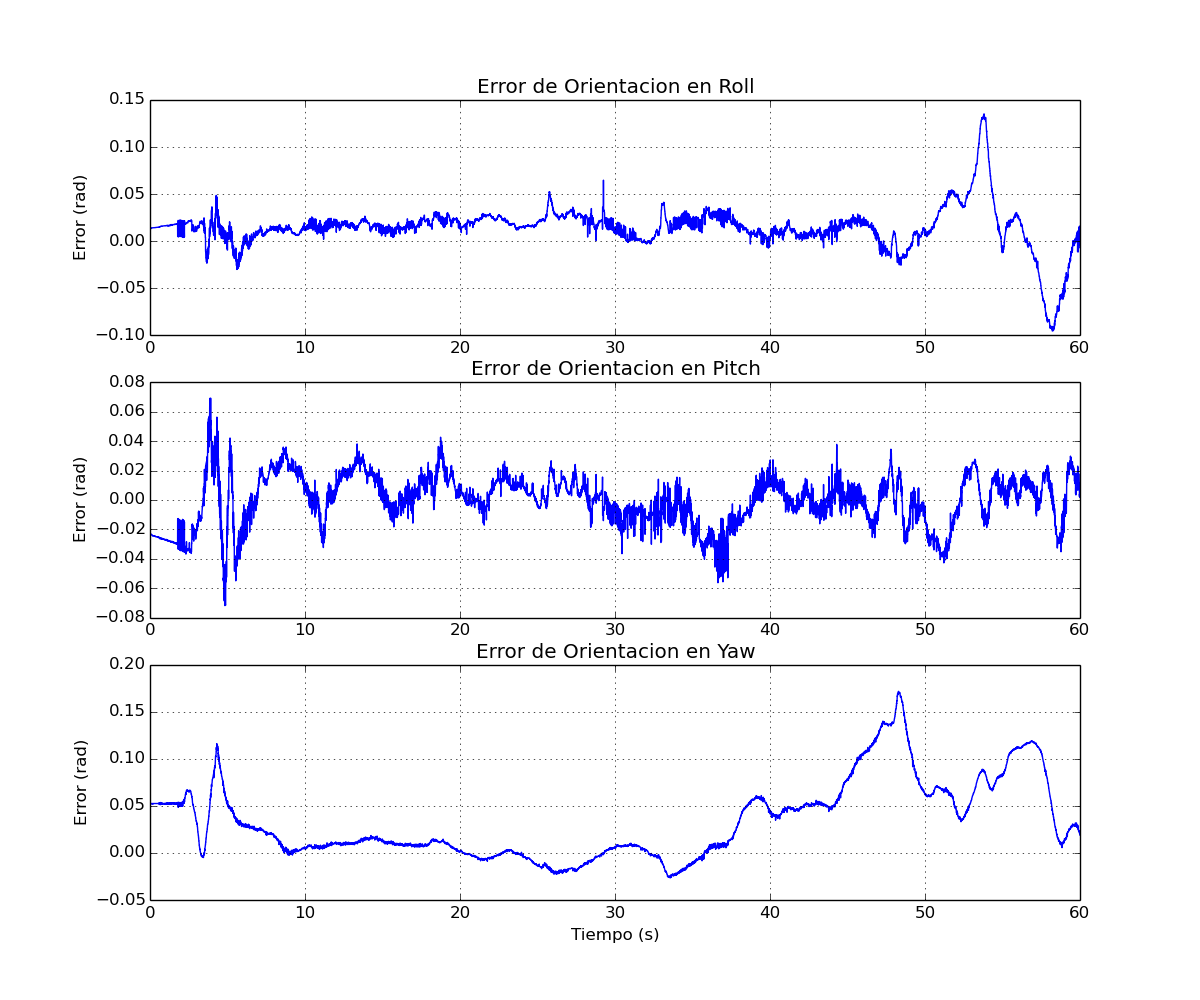 Error de Orientacion en Roll
0.15
0.10
0.05
0.00
−0.05
−0.10
Error (rad)
0 10 20 30 40 50 60
Error de Orientacion en Pitch
0.08
0.06
0.04
0.02
0.00
−0.02
−0.04
−0.06
−0.08
Error (rad)
0 10 20 30 40 50 60
Error de Orientacion en Yaw
0.20
0.15
0.10
0.05
0.00
−0.05
Error (rad)
0 10 20 30 40 50 60
Tiempo (s)